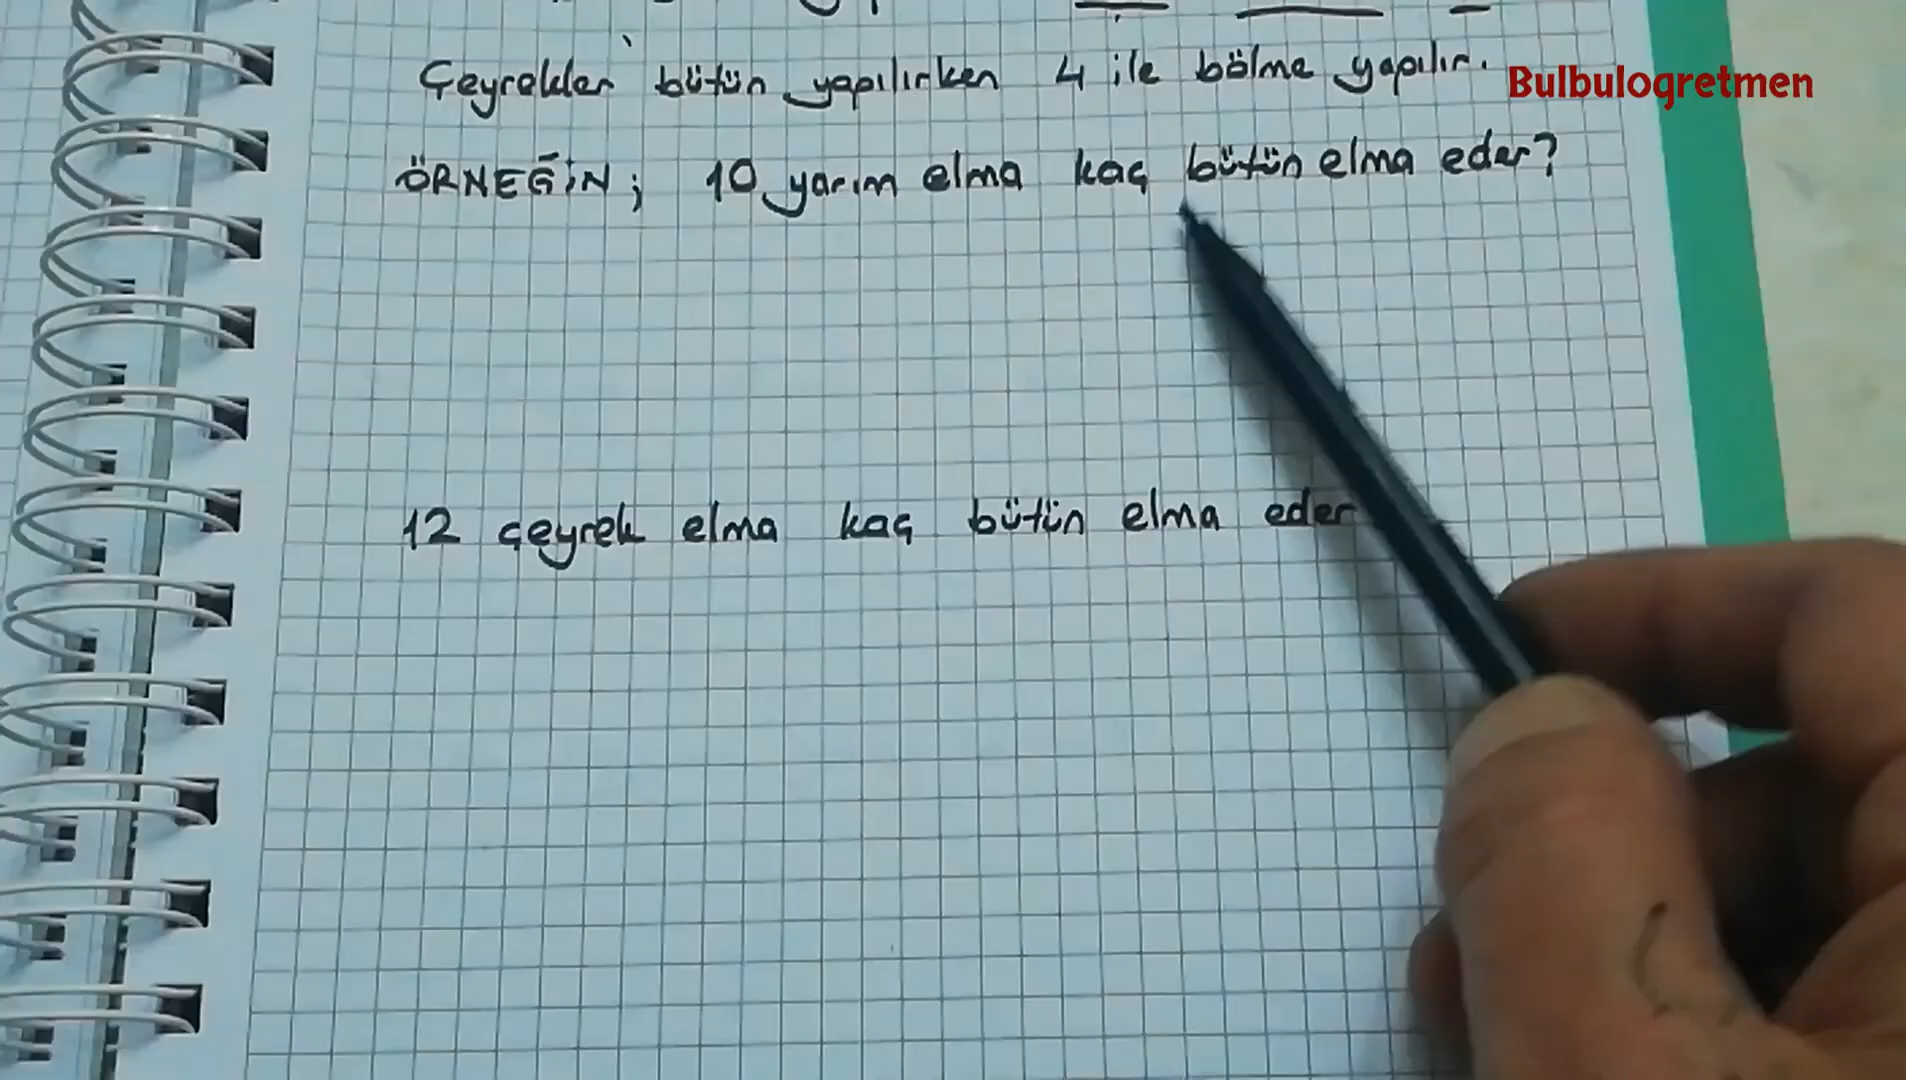 Çeyrekler bütün yapılırken 4 ile bölme yapılır.
Bulbulogretmen
ÖRNEĞİN; 10 yarım elma kaç bütün elma eder?
12 çeyrek elma kaç bütün elma eder